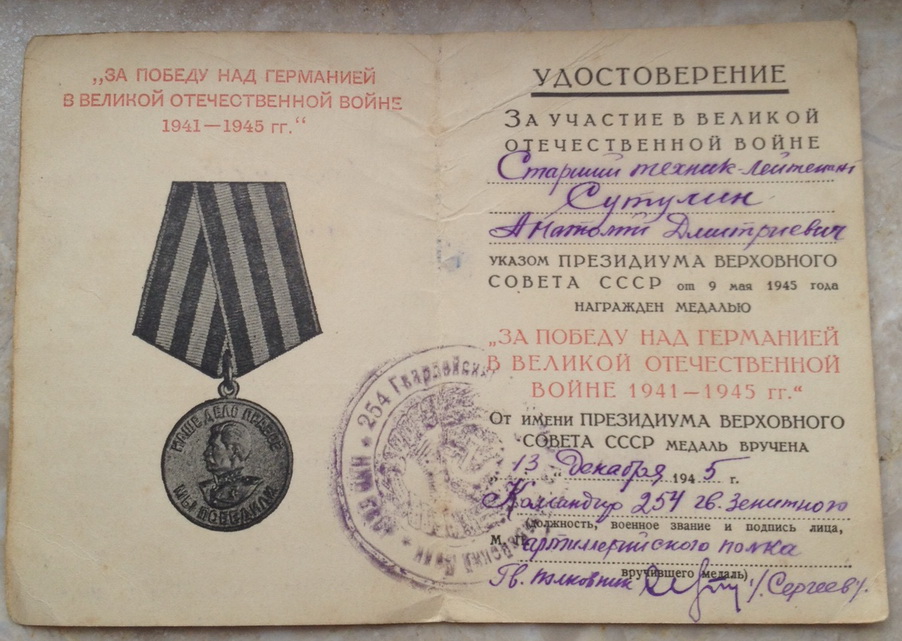 „ЗА ПОБЕДУ НАД ГЕРМАНИЕЙ
В ВЕЛИКОЙ ОТЕЧЕСТВЕННОЙ ВОЙНЕ
1941—1945 гг.“
НАШЕ ДЕЛО ПРАВОЕ
МЫ ПОБЕДИЛИ
254 Гвардейский
УДОСТОВЕРЕНИЕ
ЗА УЧАСТИЕ В ВЕЛИКОЙ
ОТЕЧЕСТВЕННОЙ ВОЙНЕ
Старший техник-лейтенант
Сутулин
Анатолий Дмитриевич
УКАЗОМ ПРЕЗИДИУМА ВЕРХОВНОГО
СОВЕТА СССР от 9 мая 1945 года
НАГРАЖДЕН МЕДАЛЬЮ
„ЗА ПОБЕДУ НАД ГЕРМАНИЕЙ
В ВЕЛИКОЙ ОТЕЧЕСТВЕННОЙ
ВОЙНЕ 1941—1945 гг.“
ОТ ИМЕНИ ПРЕЗИДИУМА ВЕРХОВНОГО
СОВЕТА СССР МЕДАЛЬ ВРУЧЕНА
„13“ Декабря 1945 г.
Командир 254 гв. зенитного
(должность, военное звание и подпись лица,
М. артиллерийского полка
вручившего медаль)
Гв. полковник /Сергеев/.